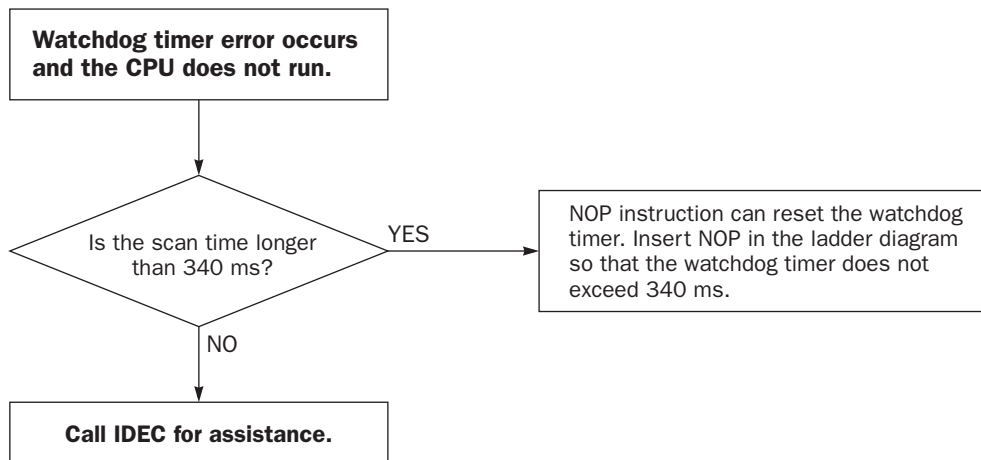 Watchdog timer error occurs
and the CPU does not run.
Is the scan time longer
than 340 ms?
YES
NOP instruction can reset the watchdog
timer. Insert NOP in the ladder diagram
so that the watchdog timer does not
exceed 340 ms.
NO
Call IDEC for assistance.